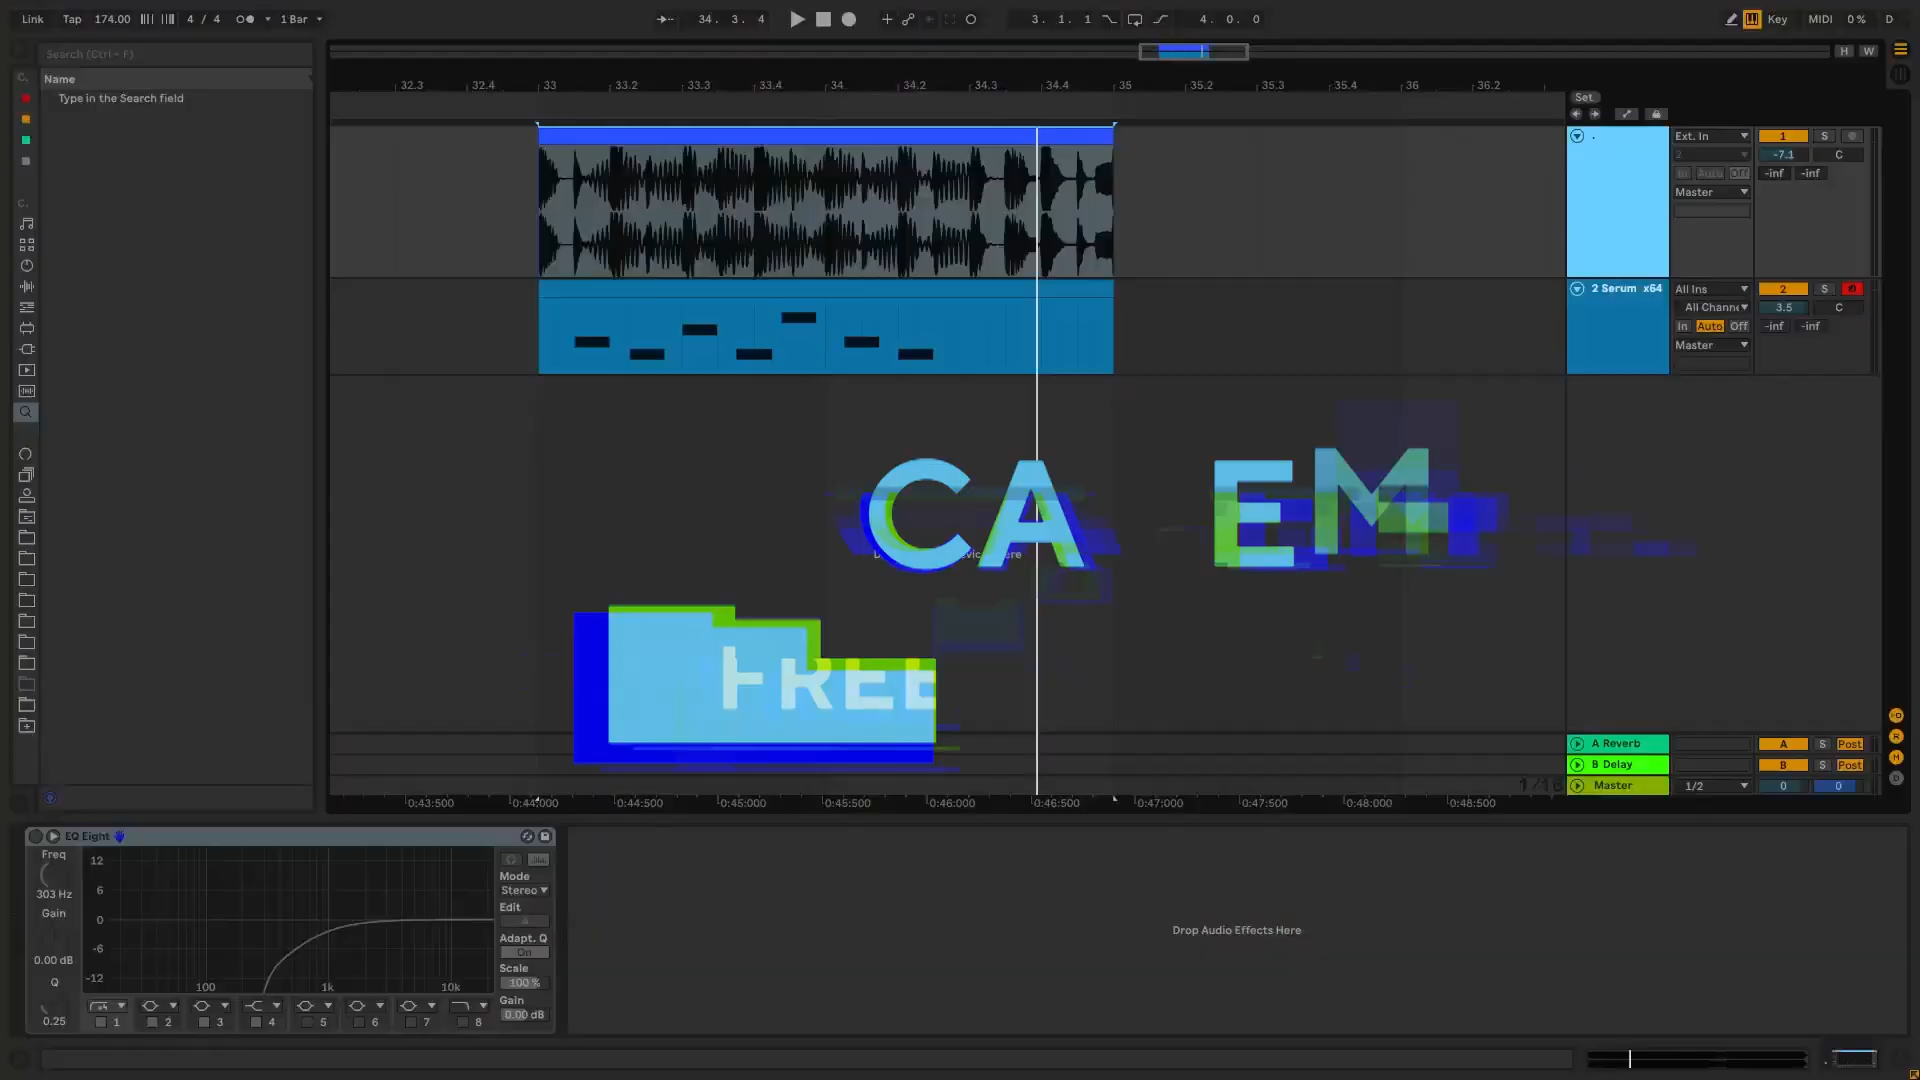 Link Tap 174.00 4 / 4 1 Bar 34. 3. 4 3. 1. 1 4. 0. 0 Key MIDI 0% D
Search (Ctrl + F)
H W
Name
Type in the Search field
32.3 32.4 33 33.2 33.3 33.4 34 34.2 34.3 34.4 35 35.2 35.3 35.4 36 36.2
Set
. Ext. In 1 S
2 -7.1 C
In Auto Off -inf -inf
Master
2 Serum x64 All Ins 2 S
All Channe 3.5 C
In Auto Off -inf -inf
Master
CA EM
FREE
A Reverb A S Post
B Delay B S Post
1/16 Master 1/2 0 0
0:43:500 0:44:000 0:44:500 0:45:000 0:45:500 0:46:000 0:46:500 0:47:000 0:47:500 0:48:000 0:48:500
EQ Eight
Freq
303 Hz
Gain
0.00 dB
Q
0.25
12
6
0
-6
-12
100 1k 10k
Mode
Stereo
Edit
Adapt. Q
On
Scale
100 %
Gain
0.00 dB
1 2 3 4 5 6 7 8
Drop Audio Effects Here